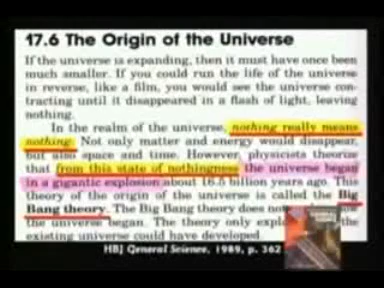 17.6 The Origin of the Universe
If the universe is expanding, then it must have once been
much smaller. If you could run the life of the universe
in reverse, like a film, you would see the universe con-
tracting until it disappeared in a flash of light, leaving
nothing.
In the realm of the universe, nothing really means
nothing. Not only matter and energy would disappear,
but also space and time. However, physicists theorize
that from this state of nothingness the universe began
in a gigantic explosion about 16.5 billion years ago. This
theory of the origin of the universe is called the Big
Bang theory. The Big Bang theory does not
the universe began. The theory only expl
existing universe could have developed.
HBJ General Science, 1989, p. 362